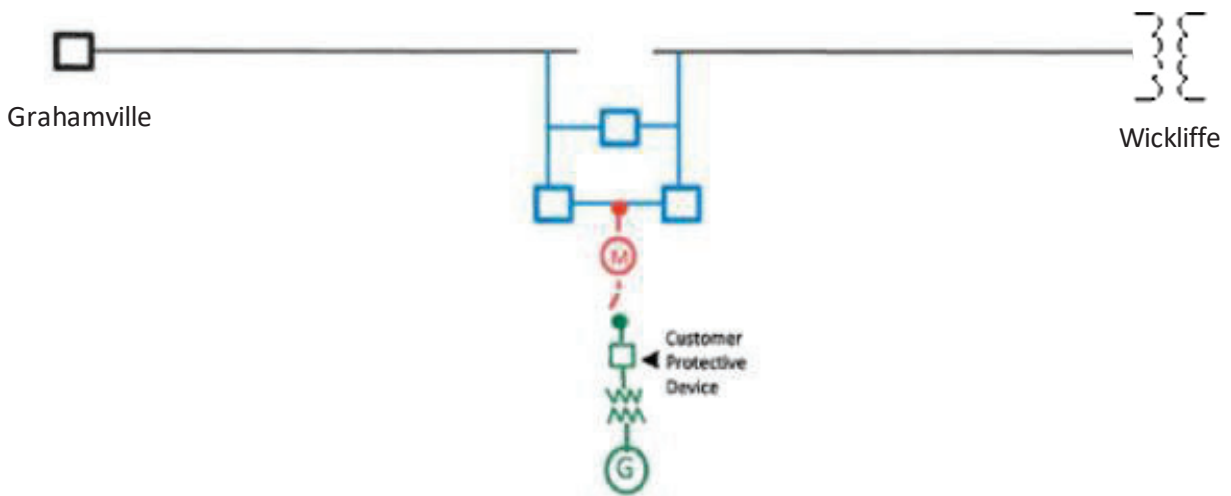 Grahamville
Wickliffe
M
Customer
Protective
Device
G